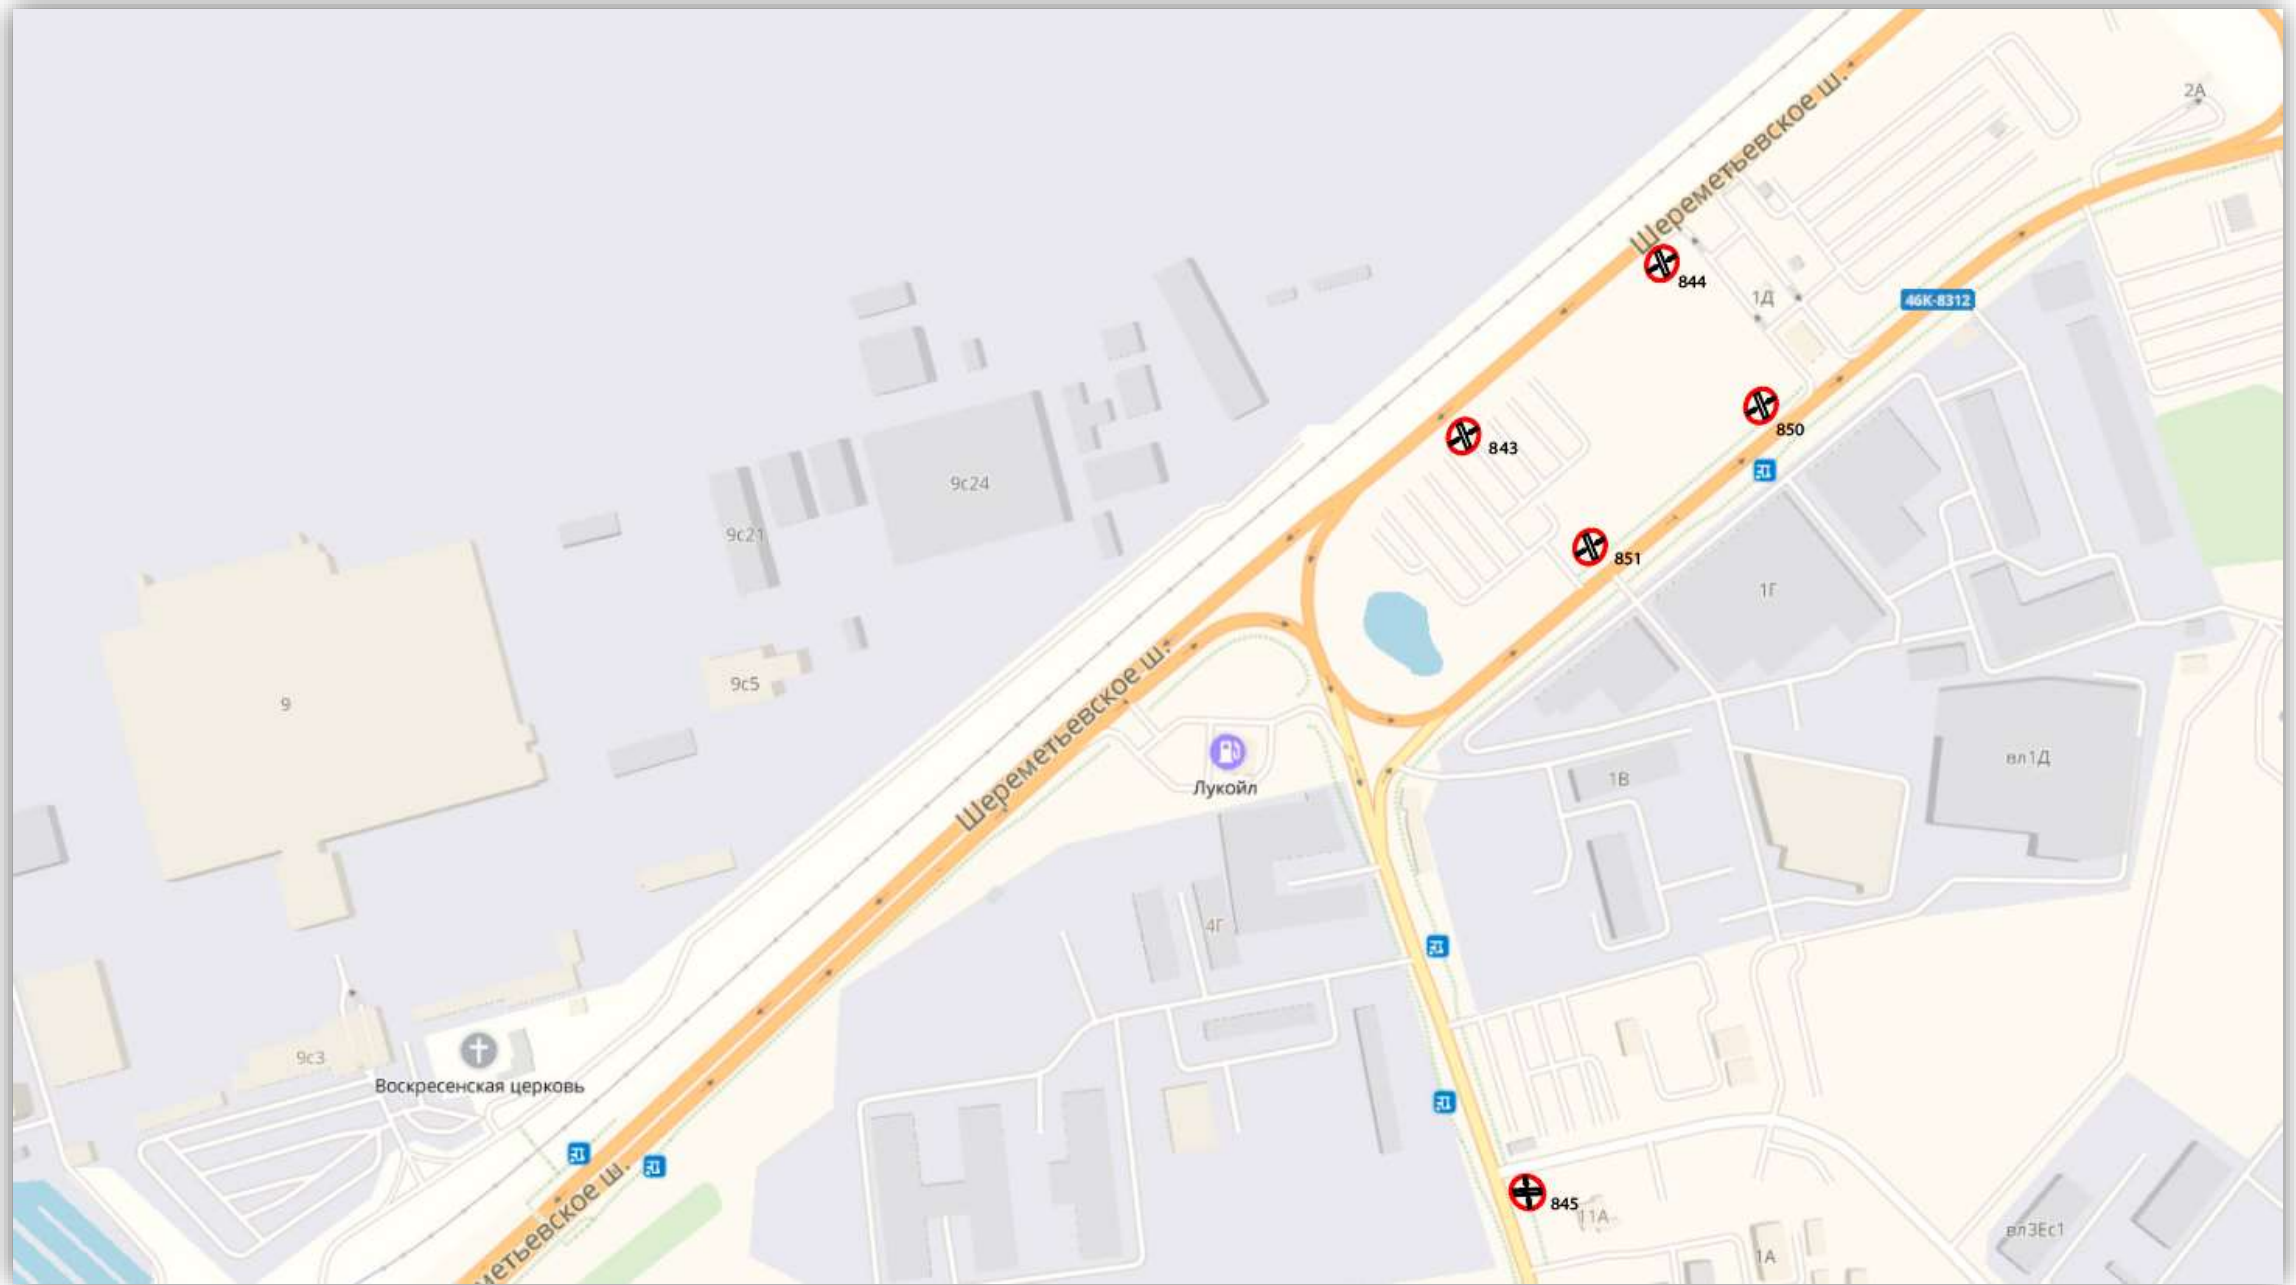 Шереметьевское ш.
2А
844
1Д
46К-8312
843
850
851
9с24
9с21
1Г
9с5
9
Шереметьевское ш.
Лукойл
1В
вл1Д
4Г
9с3
Воскресенская церковь
845
11А
метьевское ш.
1А
вл3Ес1